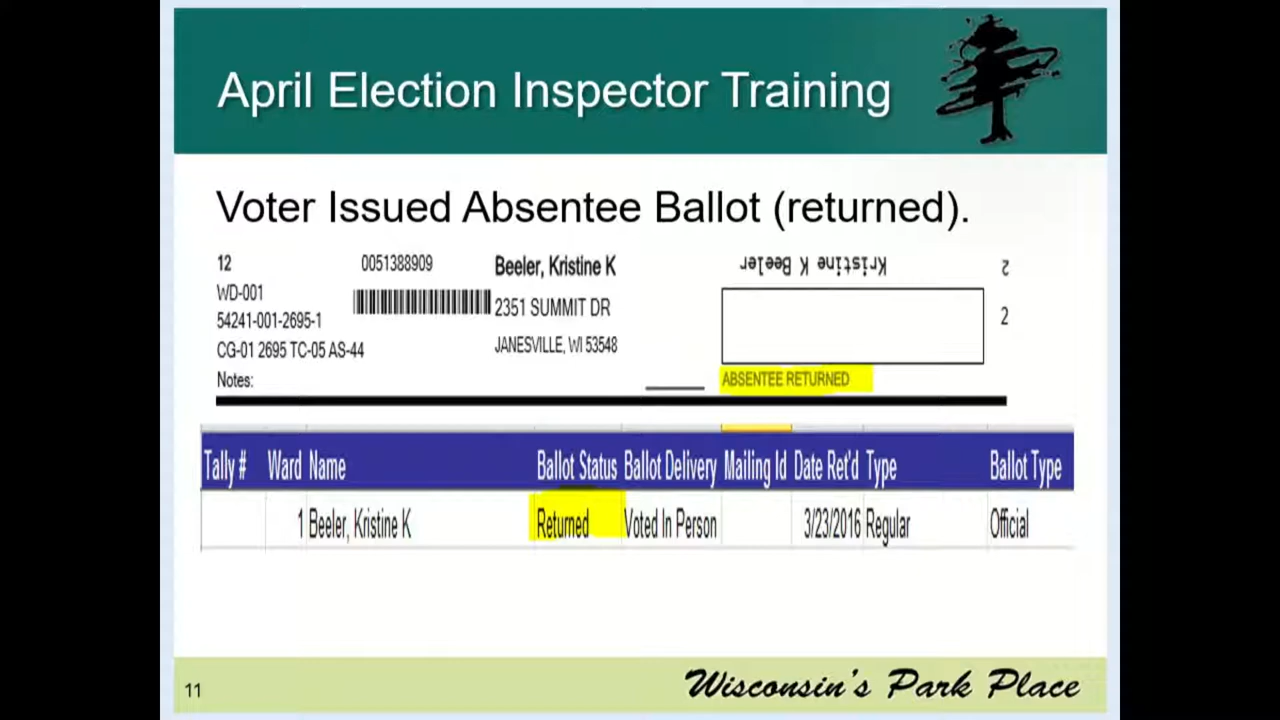 April Election Inspector Training
Voter Issued Absentee Ballot (returned).
12 0051388909 Beeler, Kristine K Kristine K Beeler 2
WD-001 2351 SUMMIT DR 2
54241-001-2695-1 JANESVILLE, WI 53548
CG-01 2695 TC-05 AS-44
Notes: ABSENTEE RETURNED
Tally # Ward Name Ballot Status Ballot Delivery Mailing Id Date Ret'd Type Ballot Type
1 Beeler, Kristine K Returned Voted In Person 3/23/2016 Regular Official
11 Wisconsin's Park Place